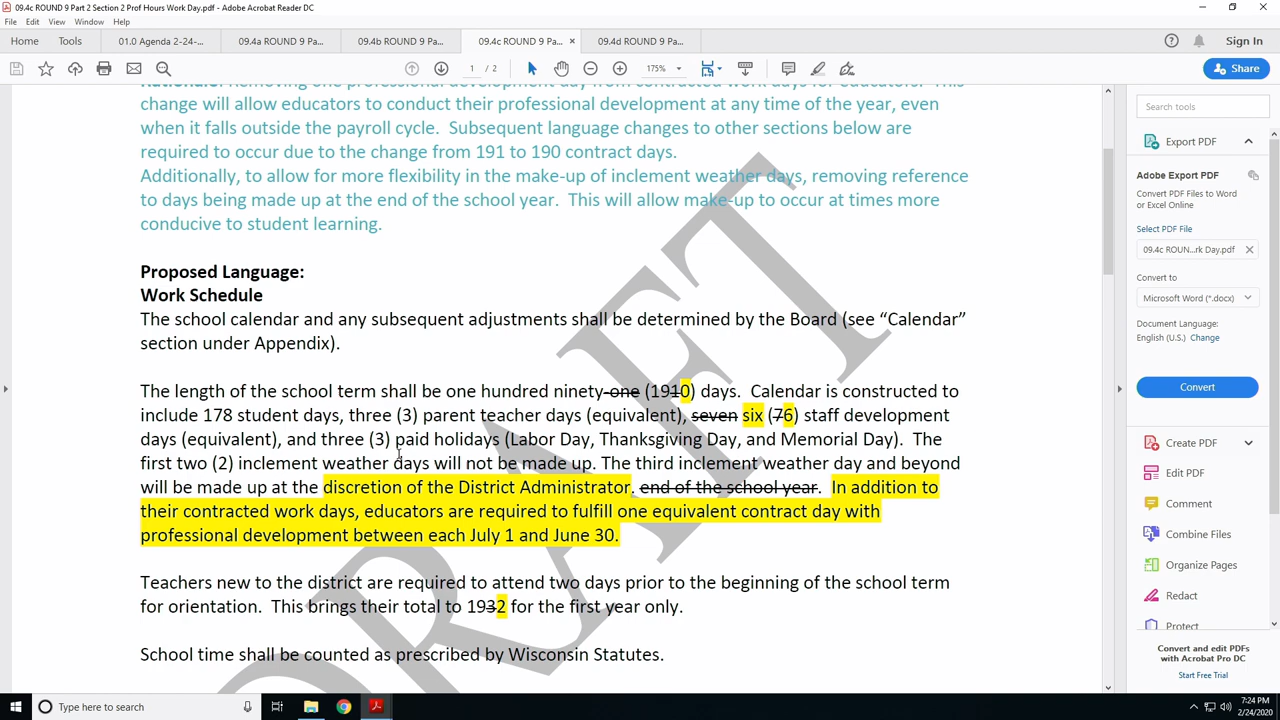 09.4c ROUND 9 Part 2 Section 2 Prof Hours Work Day.pdf - Adobe Acrobat Reader DC
File Edit View Window Help
Home Tools 01.0 Agenda 2-24-... 09.4a ROUND 9 Pa... 09.4b ROUND 9 Pa... 09.4c ROUND 9 Pa... × 09.4d ROUND 9 Pa... Sign In
1 / 2 175% Share
Rationale: Removing one professional development day from contracted work days for educators. This
change will allow educators to conduct their professional development at any time of the year, even
when it falls outside the payroll cycle. Subsequent language changes to other sections below are
required to occur due to the change from 191 to 190 contract days.
Additionally, to allow for more flexibility in the make-up of inclement weather days, removing reference
to days being made up at the end of the school year. This will allow make-up to occur at times more
conducive to student learning.
Proposed Language:
Work Schedule
The school calendar and any subsequent adjustments shall be determined by the Board (see “Calendar”
section under Appendix).
The length of the school term shall be one hundred ninety-one (1910) days. Calendar is constructed to
include 178 student days, three (3) parent teacher days (equivalent), seven six (76) staff development
days (equivalent), and three (3) paid holidays (Labor Day, Thanksgiving Day, and Memorial Day). The
first two (2) inclement weather days will not be made up. The third inclement weather day and beyond
will be made up at the discretion of the District Administrator. end of the school year. In addition to
their contracted work days, educators are required to fulfill one equivalent contract day with
professional development between each July 1 and June 30.
Teachers new to the district are required to attend two days prior to the beginning of the school term
for orientation. This brings their total to 1932 for the first year only.
School time shall be counted as prescribed by Wisconsin Statutes.
DRAFT
Search tools
Export PDF
Adobe Export PDF
Convert PDF Files to Word
or Excel Online
Select PDF File
09.4c ROUN...rk Day.pdf ×
Convert to
Microsoft Word (*.docx)
Document Language:
English (U.S.) Change
Convert
Create PDF
Edit PDF
Comment
Combine Files
Organize Pages
Redact
Protect
Convert and edit PDFs
with Acrobat Pro DC
Start Free Trial
Type here to search
7:24 PM
2/24/2020